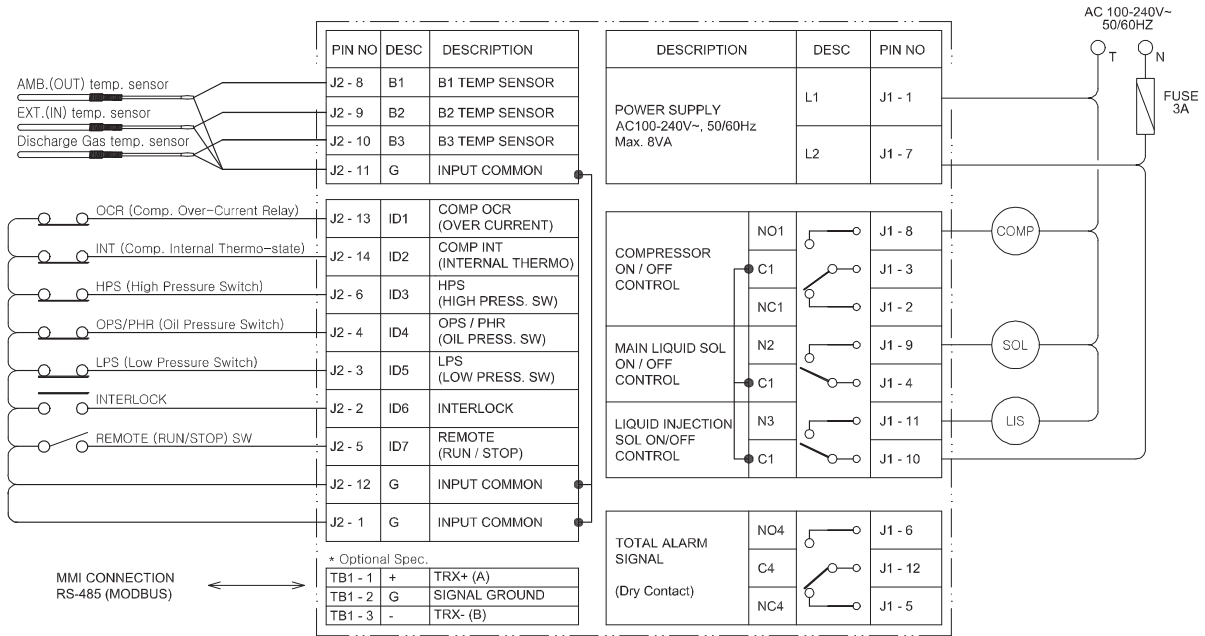 AC 100-240V~
50/60HZ
T
N
FUSE
3A
PIN NO DESC DESCRIPTION
AMB.(OUT) temp. sensor
J2 - 8 B1 B1 TEMP SENSOR
EXT.(IN) temp. sensor
J2 - 9 B2 B2 TEMP SENSOR
Discharge Gas temp. sensor
J2 - 10 B3 B3 TEMP SENSOR
J2 - 11 G INPUT COMMON
OCR (Comp. Over-Current Relay)
J2 - 13 ID1 COMP OCR
(OVER CURRENT)
INT (Comp. Internal Thermo-state)
J2 - 14 ID2 COMP INT
(INTERNAL THERMO)
HPS (High Pressure Switch)
J2 - 6 ID3 HPS
(HIGH PRESS. SW)
OPS/PHR (Oil Pressure Switch)
J2 - 4 ID4 OPS / PHR
(OIL PRESS. SW)
LPS (Low Pressure Switch)
J2 - 3 ID5 LPS
(LOW PRESS. SW)
INTERLOCK
J2 - 2 ID6 INTERLOCK
REMOTE (RUN/STOP) SW
J2 - 5 ID7 REMOTE
(RUN / STOP)
J2 - 12 G INPUT COMMON
J2 - 1 G INPUT COMMON
* Optional Spec.
MMI CONNECTION
RS-485 (MODBUS)
TB1 - 1 + TRX+ (A)
TB1 - 2 G SIGNAL GROUND
TB1 - 3 - TRX- (B)
DESCRIPTION DESC PIN NO
POWER SUPPLY
AC100-240V~, 50/60Hz
Max. 8VA
L1 J1 - 1
L2 J1 - 7
COMPRESSOR
ON / OFF
CONTROL
NO1 J1 - 8
C1 J1 - 3
NC1 J1 - 2
COMP
MAIN LIQUID SOL
ON / OFF
CONTROL
N2 J1 - 9
C1 J1 - 4
SOL
LIQUID INJECTION
SOL ON/OFF
CONTROL
N3 J1 - 11
C1 J1 - 10
LIS
TOTAL ALARM
SIGNAL
(Dry Contact)
NO4 J1 - 6
C4 J1 - 12
NC4 J1 - 5